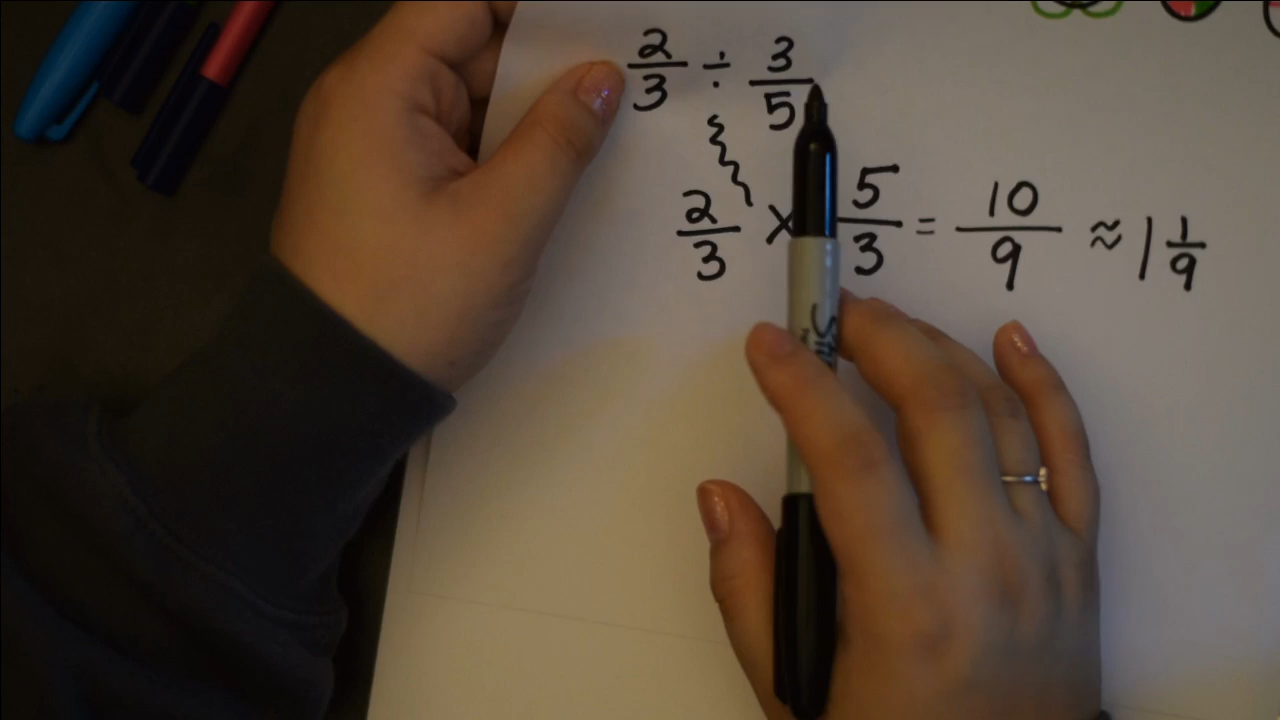 2/3 ÷ 3/5
2/3 × 5/3 = 10/9 ≈ 1 1/9